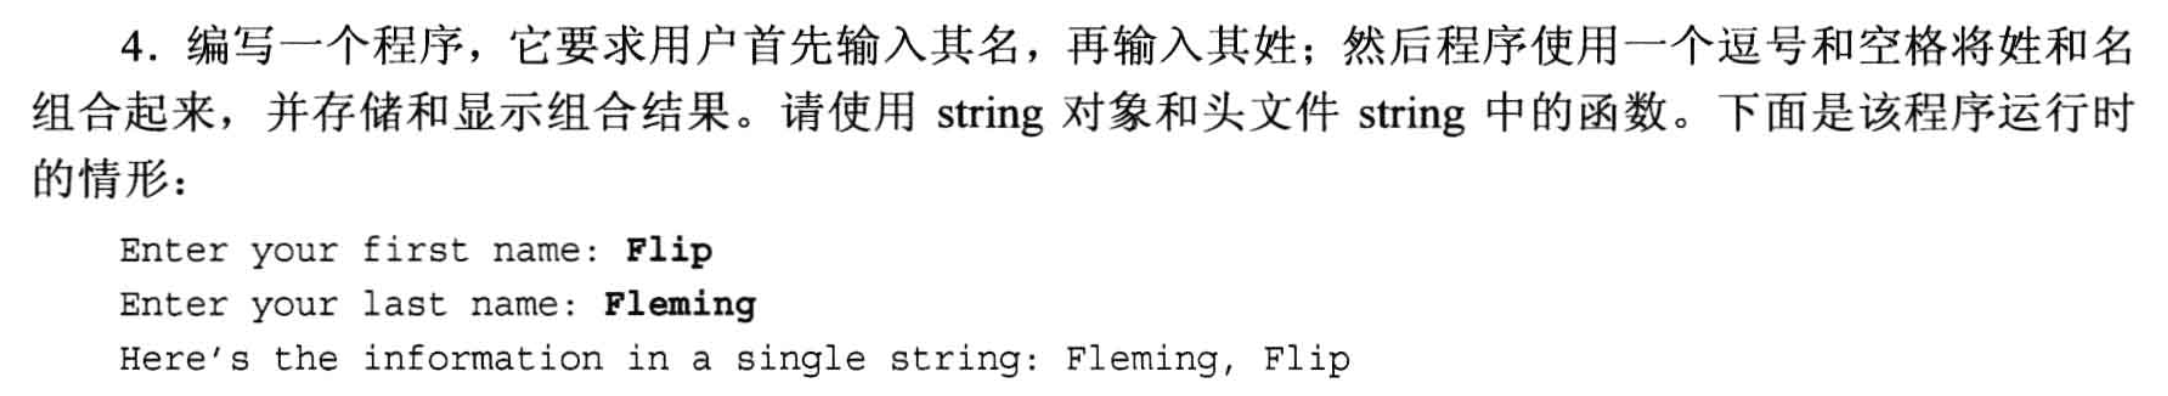 4. 编写一个程序，它要求用户首先输入其名，再输入其姓；然后程序使用一个逗号和空格将姓和名
组合起来，并存储和显示组合结果。请使用 string 对象和头文件 string 中的函数。下面是该程序运行时
的情形：
Enter your first name: Flip
Enter your last name: Fleming
Here's the information in a single string: Fleming, Flip